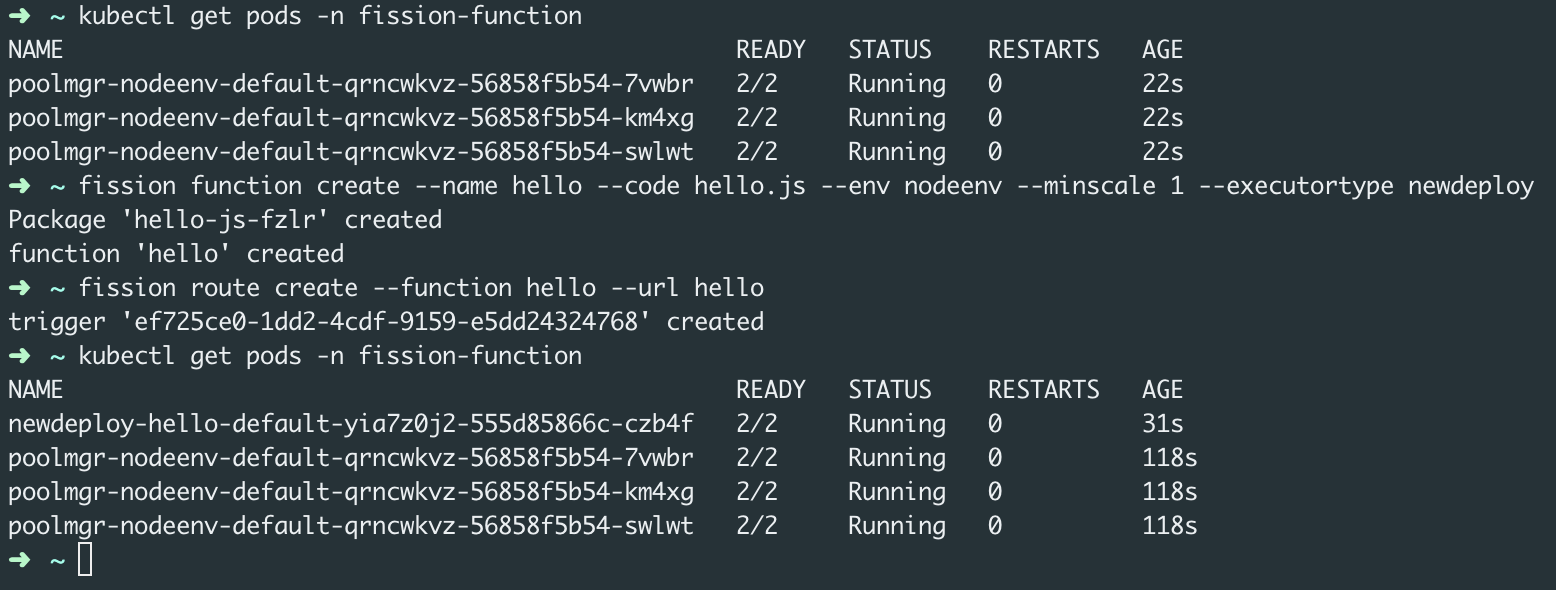 ➜ ~ kubectl get pods -n fission-function
NAME READY STATUS RESTARTS AGE
poolmgr-nodeenv-default-qrncwkvz-56858f5b54-7vwbr 2/2 Running 0 22s
poolmgr-nodeenv-default-qrncwkvz-56858f5b54-km4xg 2/2 Running 0 22s
poolmgr-nodeenv-default-qrncwkvz-56858f5b54-swlwt 2/2 Running 0 22s
➜ ~ fission function create --name hello --code hello.js --env nodeenv --minscale 1 --executortype newdeploy
Package 'hello-js-fzlr' created
function 'hello' created
➜ ~ fission route create --function hello --url hello
trigger 'ef725ce0-1dd2-4cdf-9159-e5dd24324768' created
➜ ~ kubectl get pods -n fission-function
NAME READY STATUS RESTARTS AGE
newdeploy-hello-default-yia7z0j2-555d85866c-czb4f 2/2 Running 0 31s
poolmgr-nodeenv-default-qrncwkvz-56858f5b54-7vwbr 2/2 Running 0 118s
poolmgr-nodeenv-default-qrncwkvz-56858f5b54-km4xg 2/2 Running 0 118s
poolmgr-nodeenv-default-qrncwkvz-56858f5b54-swlwt 2/2 Running 0 118s
➜ ~